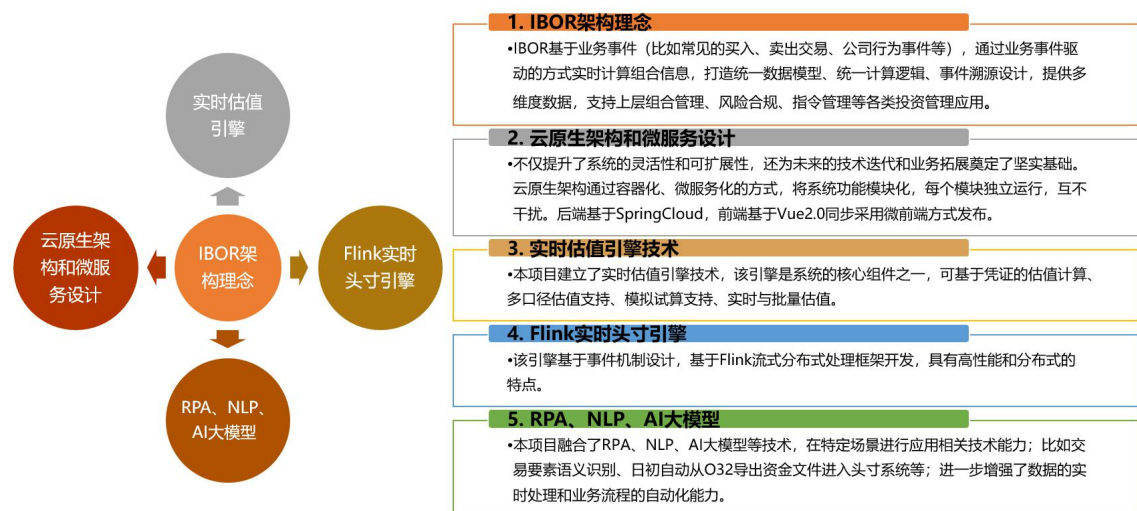 实时估值
引擎
云原生架
构和微服
务设计
IBOR架
构理念
Flink实时
头寸引擎
RPA、NLP、
AI大模型
1. IBOR架构理念
•IBOR基于业务事件（比如常见的买入、卖出交易、公司行为事件等），通过业务事件驱
动的方式实时计算组合信息，打造统一数据模型、统一计算逻辑、事件溯源设计，提供多
维度数据，支持上层组合管理、风险合规、指令管理等各类投资管理应用。
2. 云原生架构和微服务设计
•不仅提升了系统的灵活性和可扩展性，还为未来的技术迭代和业务拓展奠定了坚实基础。
云原生架构通过容器化、微服务化的方式，将系统功能模块化，每个模块独立运行，互不
干扰。后端基于SpringCloud，前端基于Vue2.0同步采用微前端方式发布。
3. 实时估值引擎技术
•本项目建立了实时估值引擎技术，该引擎是系统的核心组件之一，可基于凭证的估值计算、
多口径估值支持、模拟试算支持、实时与批量估值。
4. Flink实时头寸引擎
•该引擎基于事件机制设计，基于Flink流式分布式处理框架开发，具有高性能和分布式的
特点。
5. RPA、NLP、AI大模型
•本项目融合了RPA、NLP、AI大模型等技术，在特定场景进行应用相关技术能力；比如交
易要素语义识别、日初自动从O32导出资金文件进入头寸系统等；进一步增强了数据的实
时处理和业务流程的自动化能力。